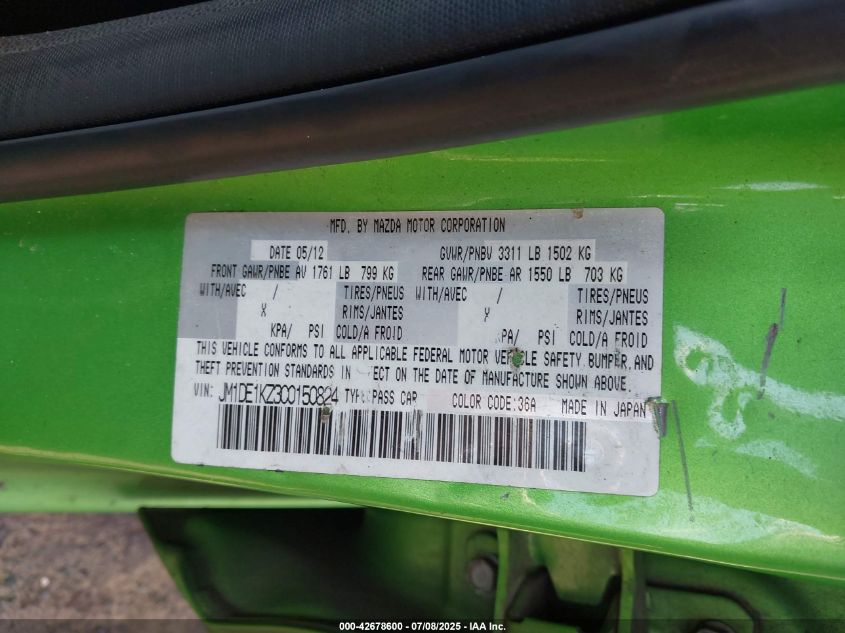 MFD. BY MAZDA MOTOR CORPORATION
DATE 05/12 GVWR/PNBV 3311 LB 1502 KG
FRONT GAWR/PNBE AV 1761 LB 799 KG REAR GAWR/PNBE AR 1550 LB 703 KG
WITH/AVEC / TIRES/PNEUS WITH/AVEC / TIRES/PNEUS
X RIMS/JANTES RIMS/JANTES
KPA/ PSI COLD/A FROID PA/ PSI COLD/A FROID
THIS VEHICLE CONFORMS TO ALL APPLICABLE FEDERAL MOTOR VEHICLE SAFETY, BUMPER, AND
THEFT PREVENTION STANDARDS IN ECT ON THE DATE OF MANUFACTURE SHOWN ABOVE.
VIN: JM1DE1KZ3C0150824 TYPE: PASS CAR COLOR CODE:36A MADE IN JAPAN
000-42678600 - 07/08/2025 - IAA Inc.